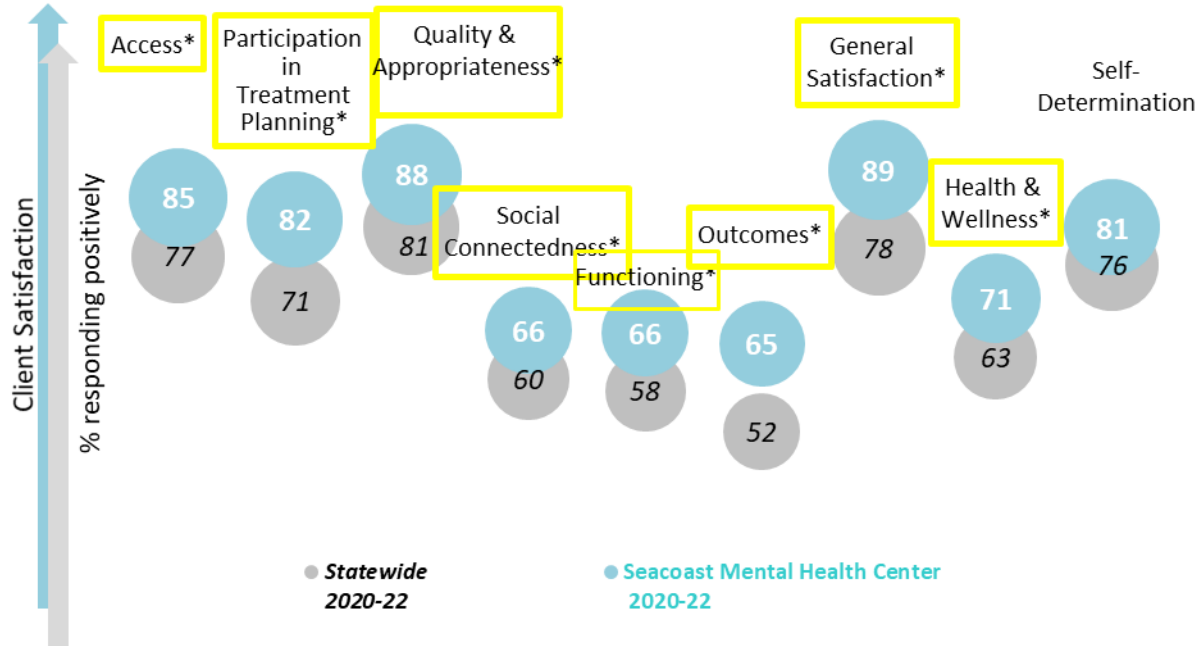 Access*
Participation
in
Treatment
Planning*
Quality &
Appropriateness*
General
Satisfaction*
Self-
Determination
Social
Connectedness*
Functioning*
Outcomes*
Health &
Wellness*
Client Satisfaction
% responding positively
85
77
82
71
88
81
66
60
66
58
65
52
89
78
71
63
81
76
Statewide
2020-22
Seacoast Mental Health Center
2020-22